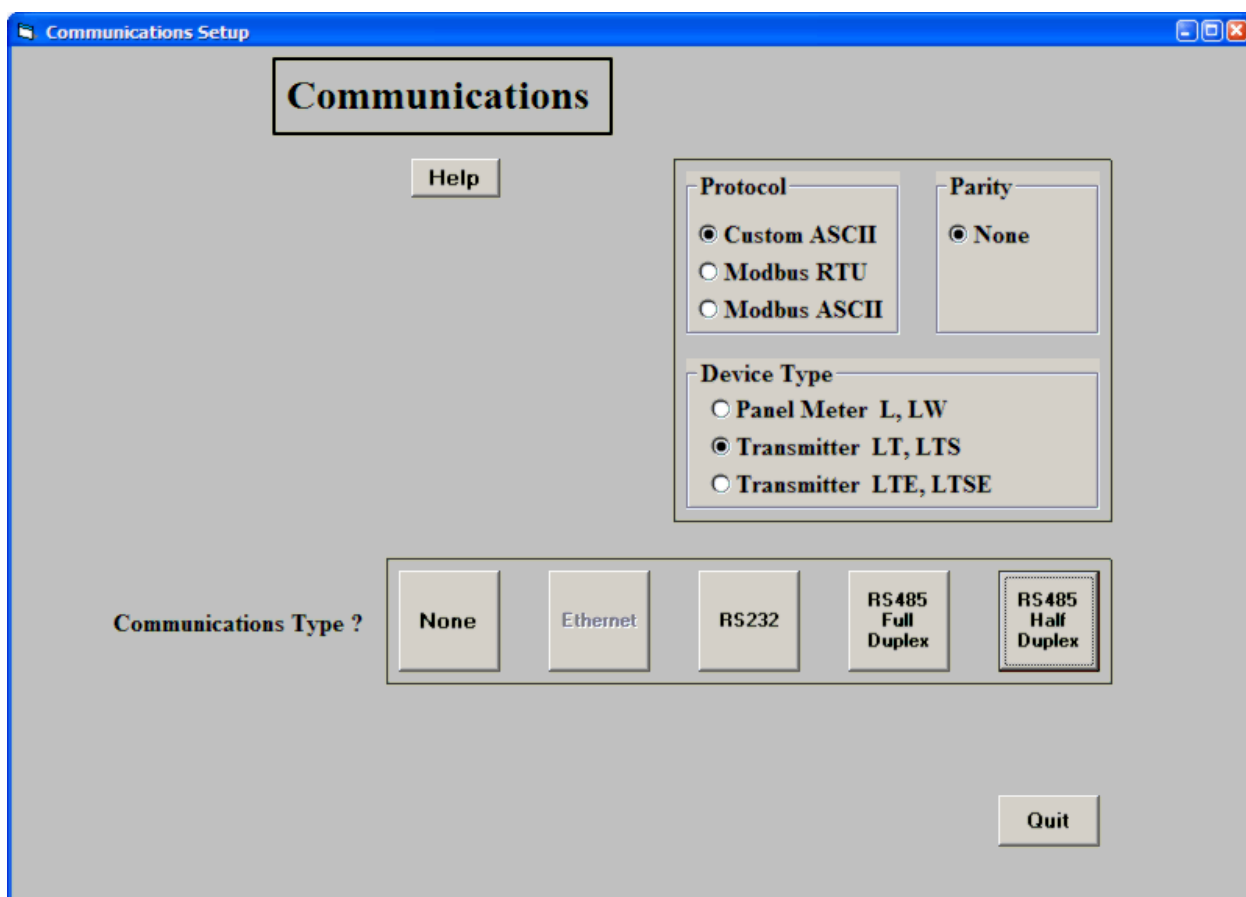 Communications Setup
Communications
Help
Protocol
Custom ASCII
Modbus RTU
Modbus ASCII
Parity
None
Device Type
Panel Meter  L, LW
Transmitter  LT, LTS
Transmitter  LTE, LTSE
Communications Type ?
None
Ethernet
RS232
RS485
Full
Duplex
RS485
Half
Duplex
Quit